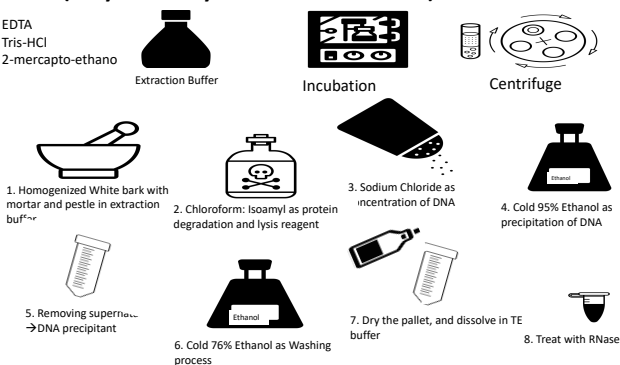 EDTA
Tris-HCl
2-mercapto-ethano
Extraction Buffer
Incubation
Centrifuge
1. Homogenized White bark with
mortar and pestle in extraction
2. Chloroform: Isoamyl as protein
degradation and lysis reagent
3. Sodium Chloride as
oncentration of DNA
Ethanol
4. Cold 95% Ethanol as
precipitation of DNA
5. Removing
→DNA precipitant
Ethanol
6. Cold 76% Ethanol as Washing
process
7. Dry the pallet, and dissolve in TE
buffer
8. Treat with RNase